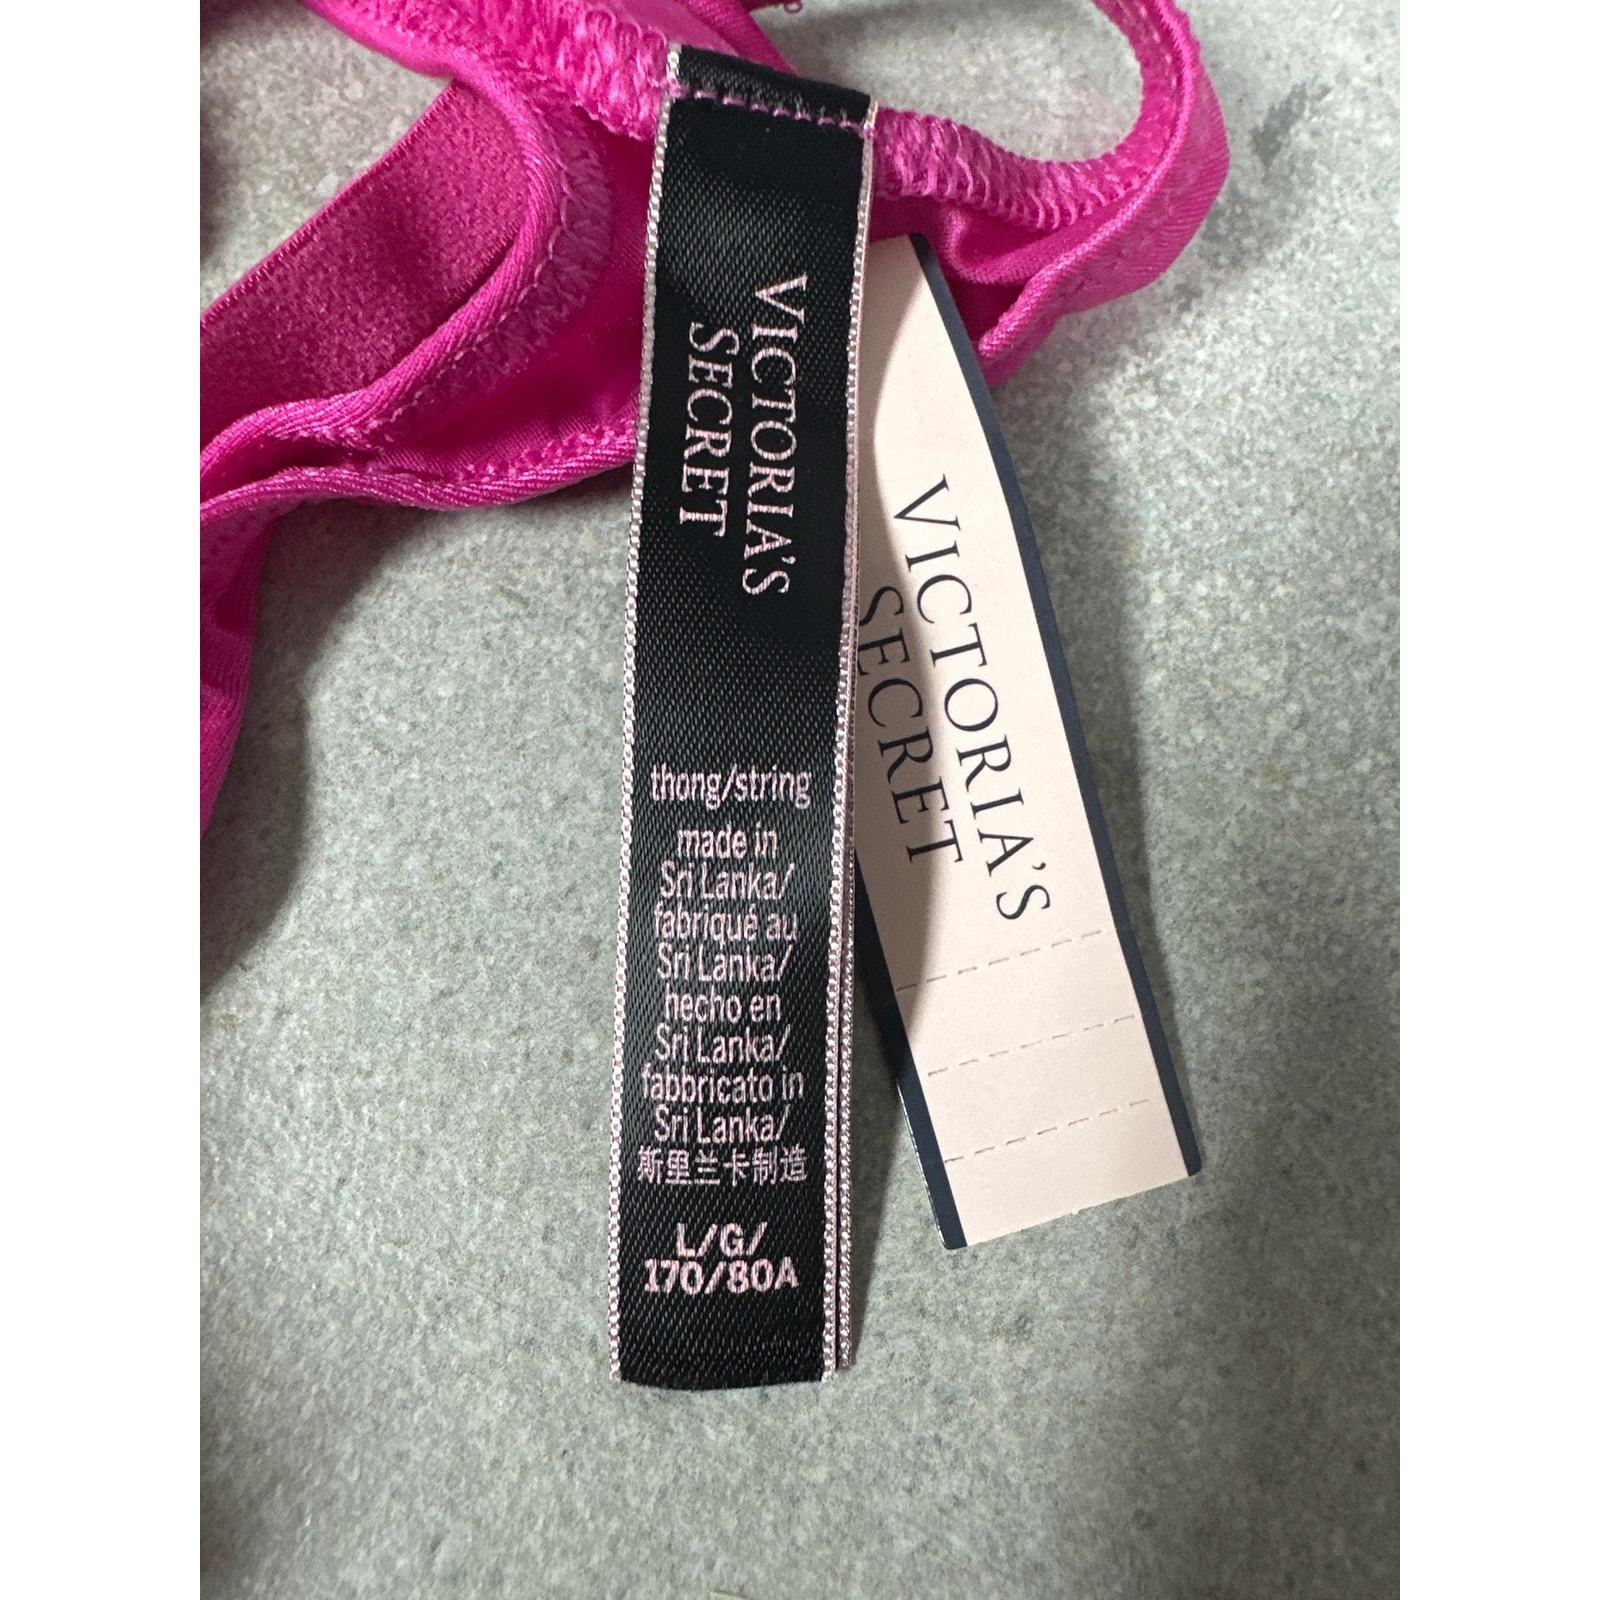 VICTORIA'S
SECRET
thong/string
made in
Sri Lanka/
fabriqué au
Sri Lanka/
hecho en
Sri Lanka/
fabbricato in
Sri Lanka/
斯里兰卡制造
L/G/
170/80A
VICTORIA'S
SECRET